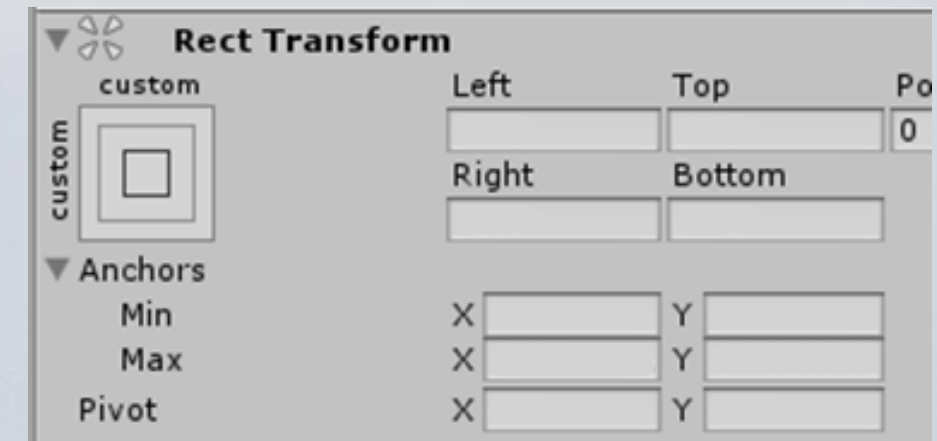 Rect Transform
custom
Left Top Po
custom
0
Right Bottom
Anchors
Min X Y
Max X Y
Pivot X Y